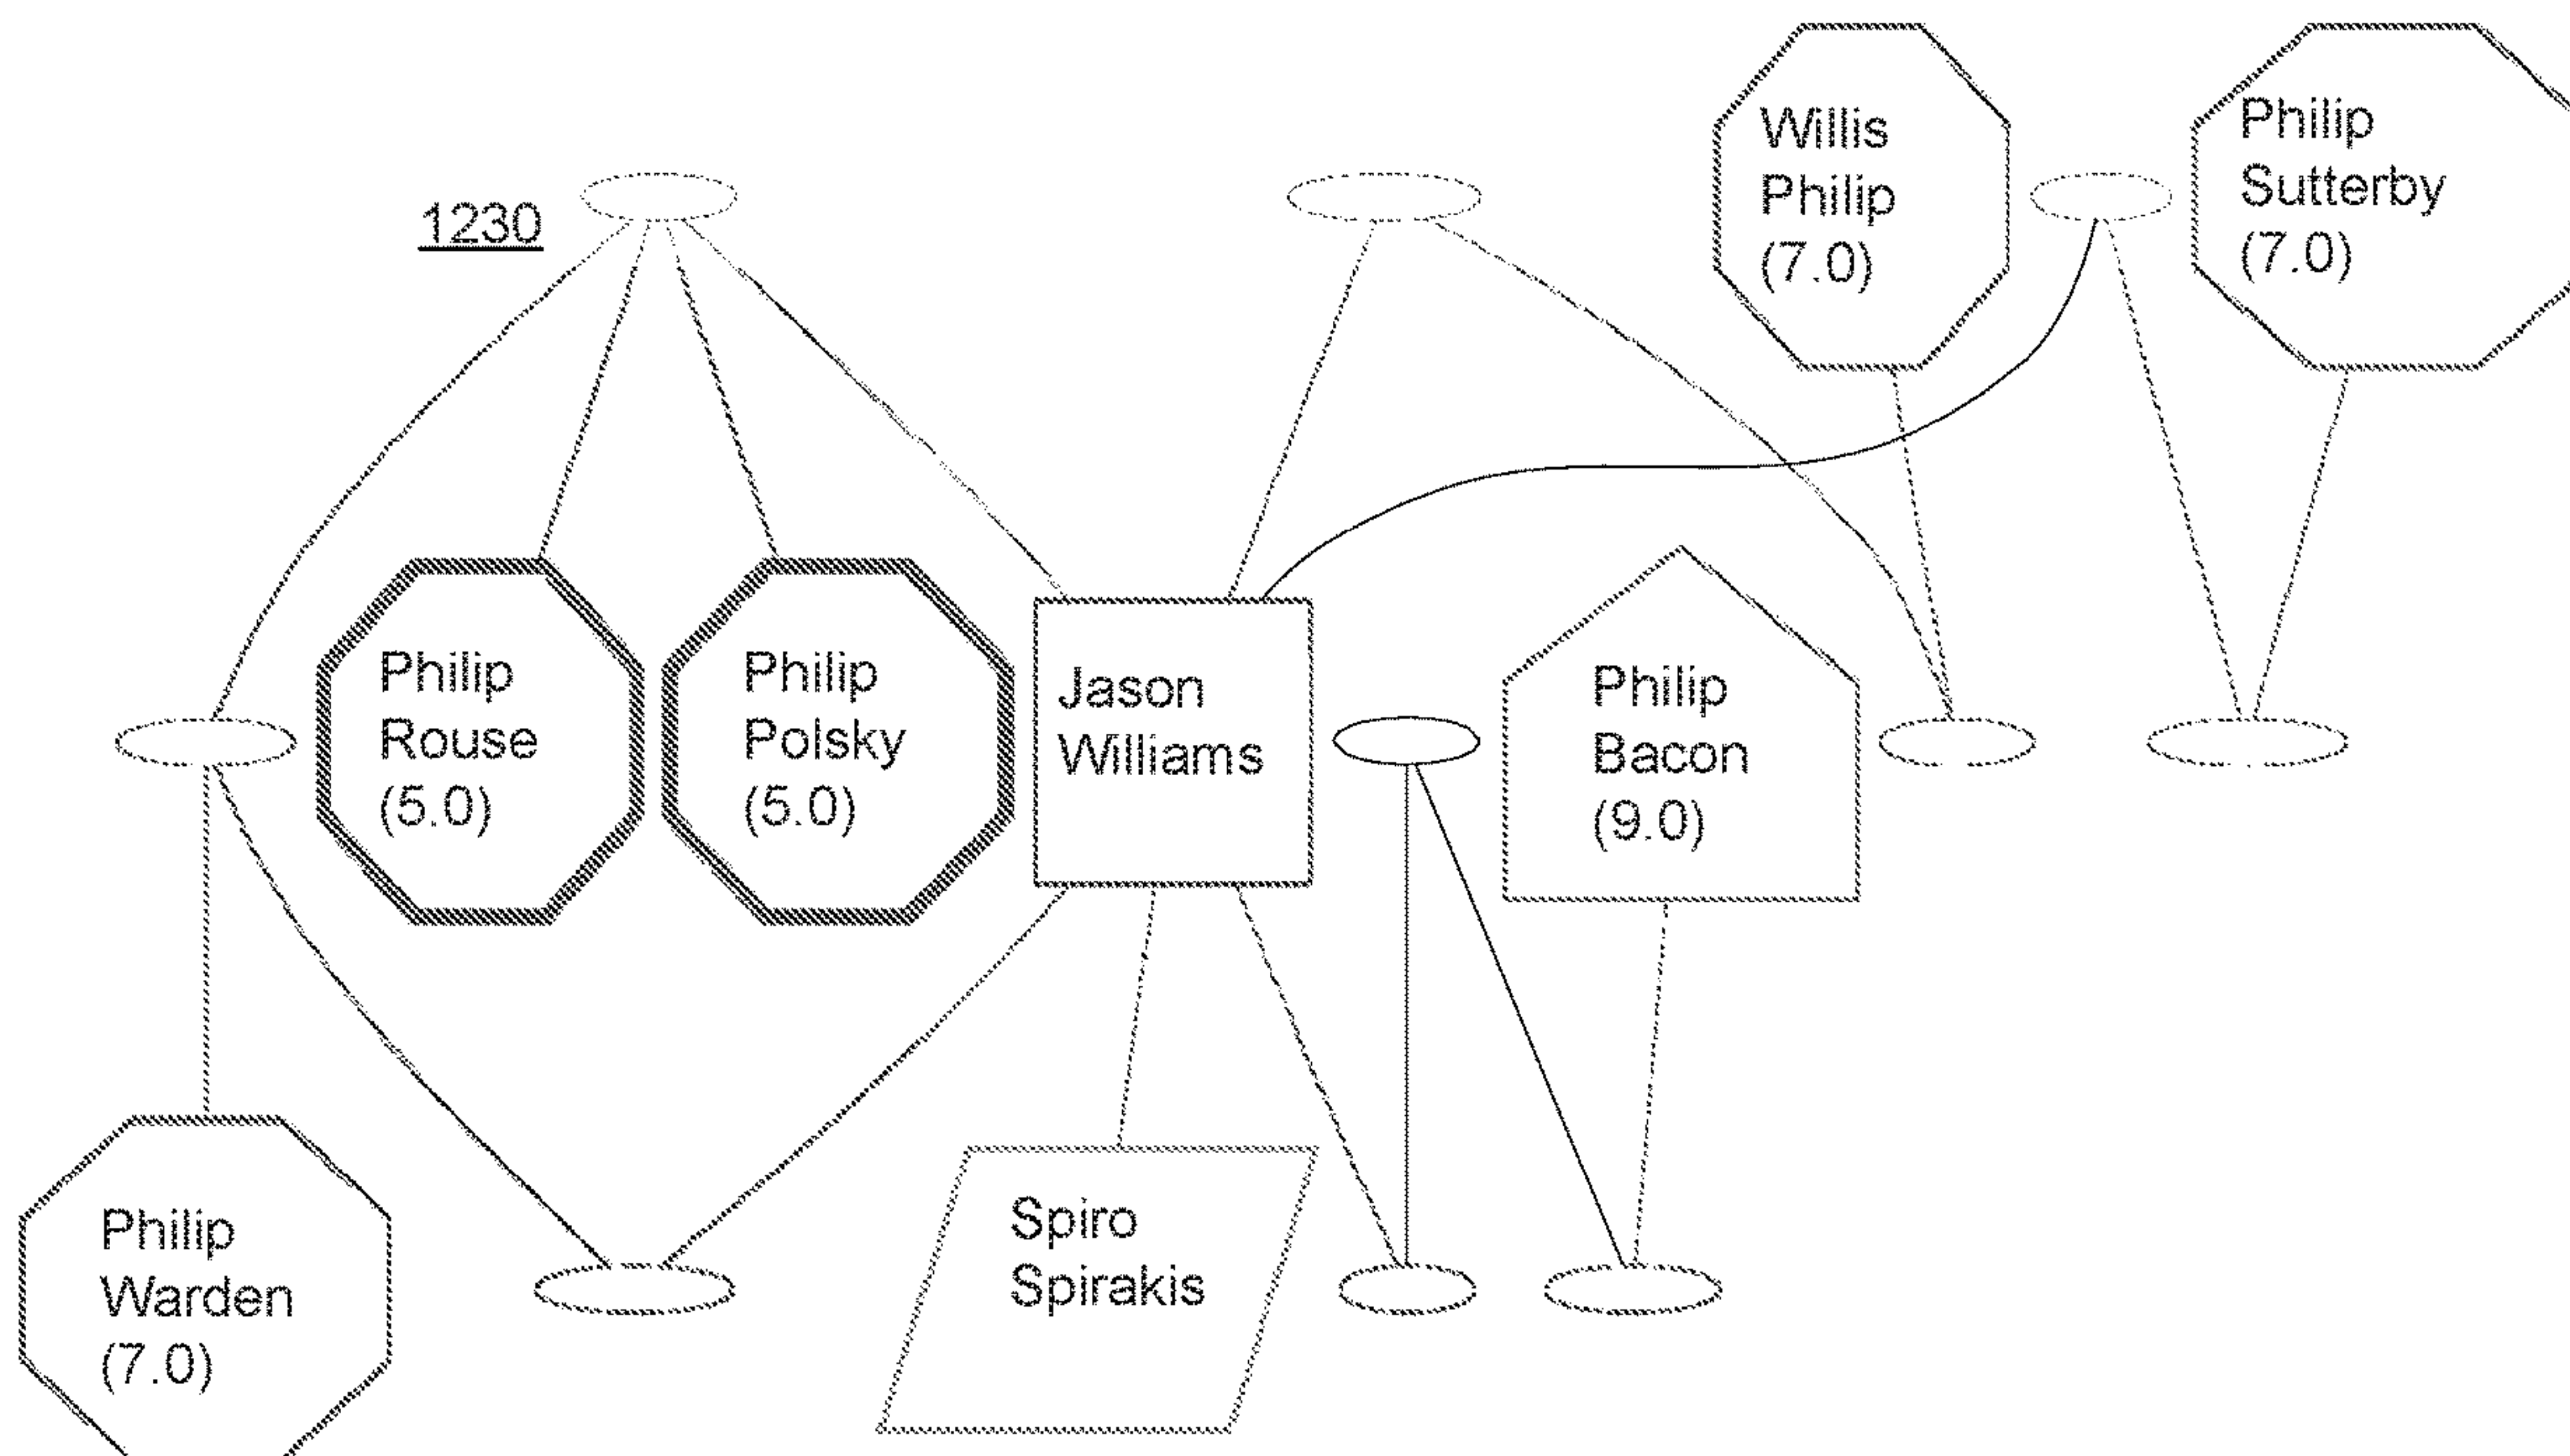 1230
Willis
Philip
(7.0)
Philip
Sutterby
(7.0)
Philip
Rouse
(5.0)
Philip
Polsky
(5.0)
Jason
Williams
Philip
Bacon
(9.0)
Philip
Warden
(7.0)
Spiro
Spirakis